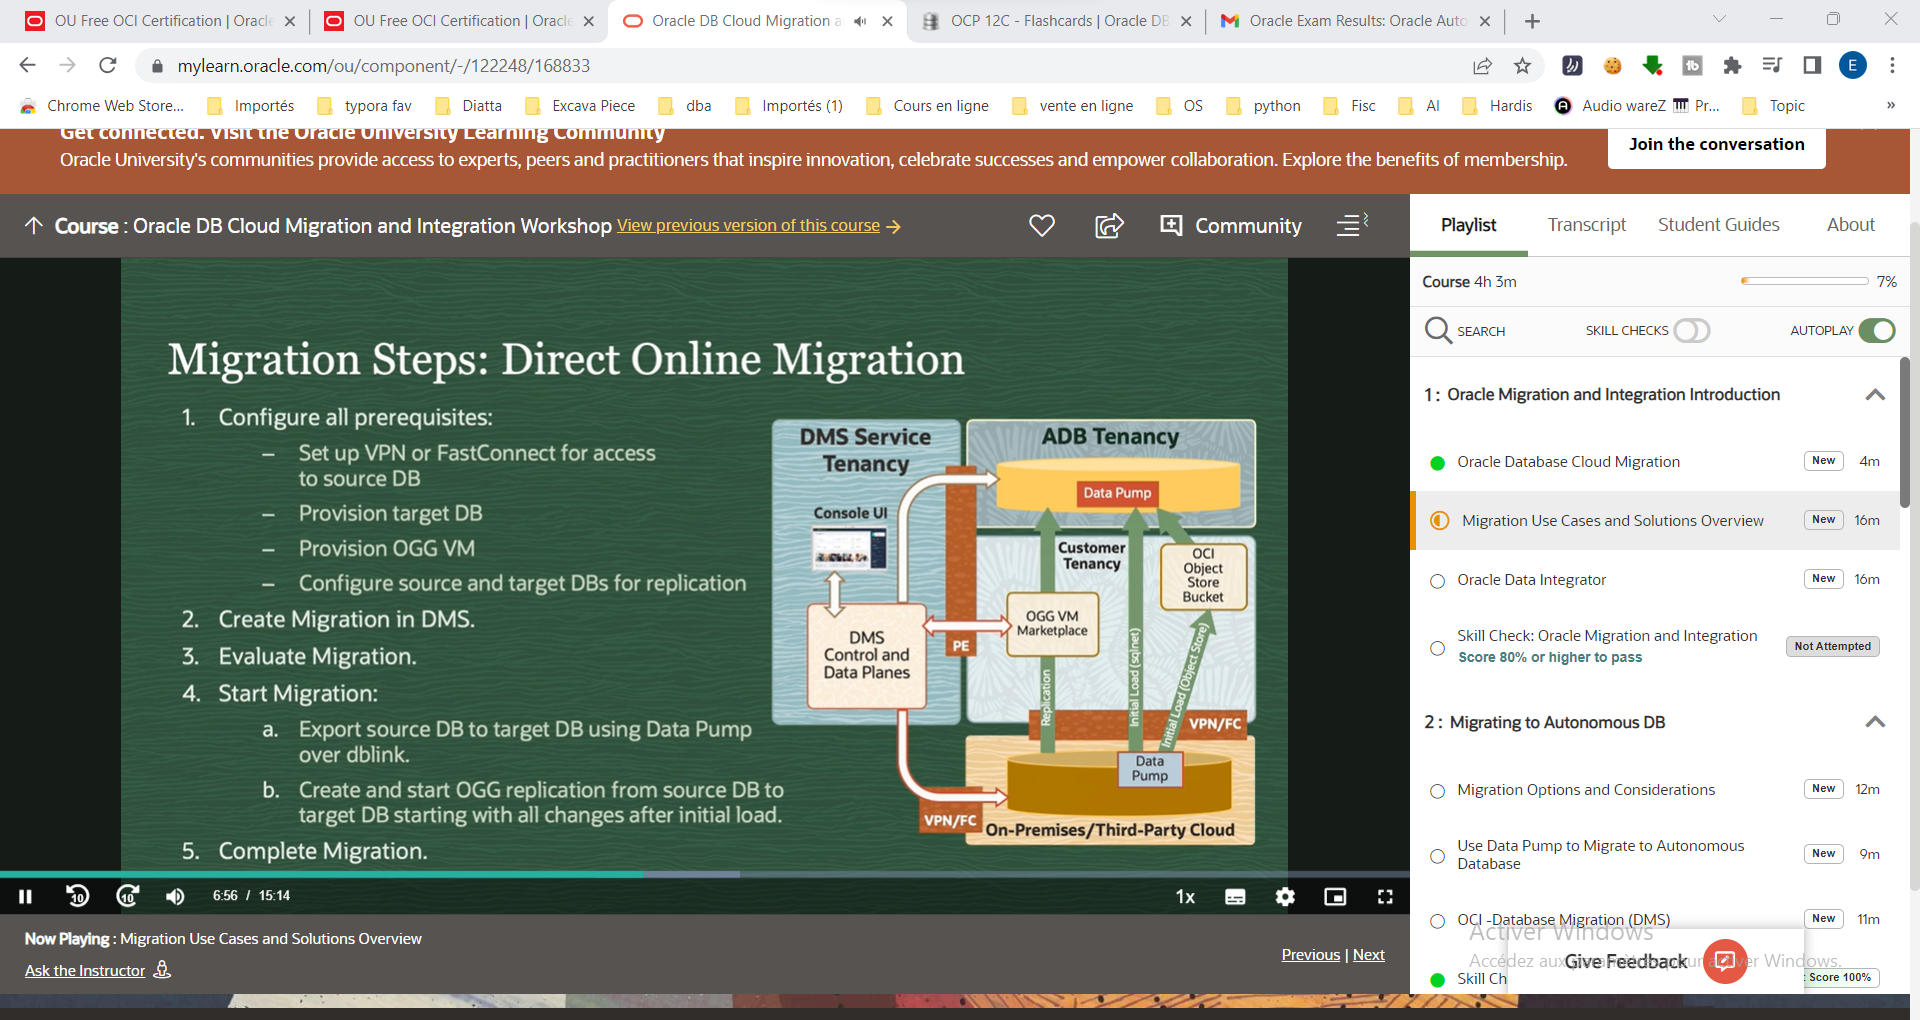 OU Free OCI Certification | Oracle
OU Free OCI Certification | Oracle
Oracle DB Cloud Migration a
OCP 12C - Flashcards | Oracle DB
Oracle Exam Results: Oracle Auto
mylearn.oracle.com/ou/component/-/122248/168833
E
Chrome Web Store...
Importés
typora fav
Diatta
Excava Piece
dba
Importés (1)
Cours en ligne
vente en ligne
OS
python
Fisc
AI
Hardis
Audio wareZ
Pr...
Topic
»
Get connected. Visit the Oracle University Learning Community
Oracle University's communities provide access to experts, peers and practitioners that inspire innovation, celebrate successes and empower collaboration. Explore the benefits of membership.
Join the conversation
Course : Oracle DB Cloud Migration and Integration Workshop View previous version of this course →
Community
Migration Steps: Direct Online Migration
1. Configure all prerequisites:
– Set up VPN or FastConnect for access
to source DB
– Provision target DB
– Provision OGG VM
– Configure source and target DBs for replication
2. Create Migration in DMS.
3. Evaluate Migration.
4. Start Migration:
a. Export source DB to target DB using Data Pump
over dblink.
b. Create and start OGG replication from source DB to
target DB starting with all changes after initial load.
5. Complete Migration.
DMS Service
Tenancy
Console UI
DMS
Control and
Data Planes
PE
ADB Tenancy
Data Pump
Customer
Tenancy
OCI
Object
Store
Bucket
OGG VM
Marketplace
Replication
Initial Load (sqlnet)
Initial Load (Object Store)
VPN/FC
Data
Pump
VPN/FC
On-Premises/Third-Party Cloud
10
10
6:56 / 15:14
1x
Now Playing : Migration Use Cases and Solutions Overview
Ask the Instructor
Previous | Next
Playlist
Transcript
Student Guides
About
Course 4h 3m
7%
SEARCH
SKILL CHECKS
AUTOPLAY
1 : Oracle Migration and Integration Introduction
Oracle Database Cloud Migration
New
4m
Migration Use Cases and Solutions Overview
New
16m
Oracle Data Integrator
New
16m
Skill Check: Oracle Migration and Integration
Score 80% or higher to pass
Not Attempted
2 : Migrating to Autonomous DB
Migration Options and Considerations
New
12m
Use Data Pump to Migrate to Autonomous
Database
New
9m
OCI -Database Migration (DMS)
New
11m
Activer Windows
Accédez aux
ver Windows.
Give Feedback
Skill Ch
Score 100%